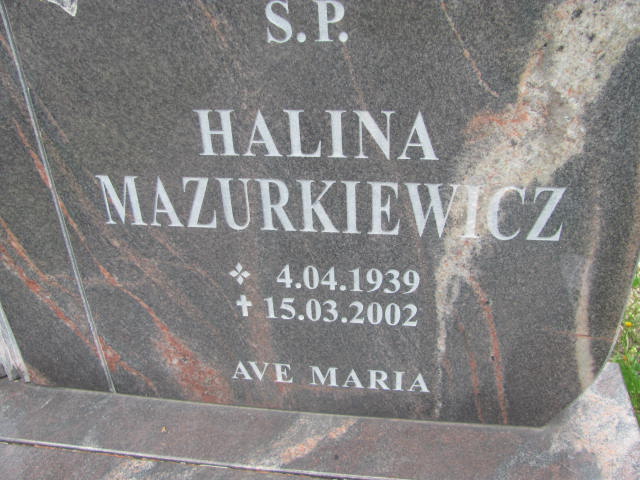 S.P.
HALINA
MAZURKIEWICZ
❖ 4.04.1939
✝ 15.03.2002
AVE MARIA